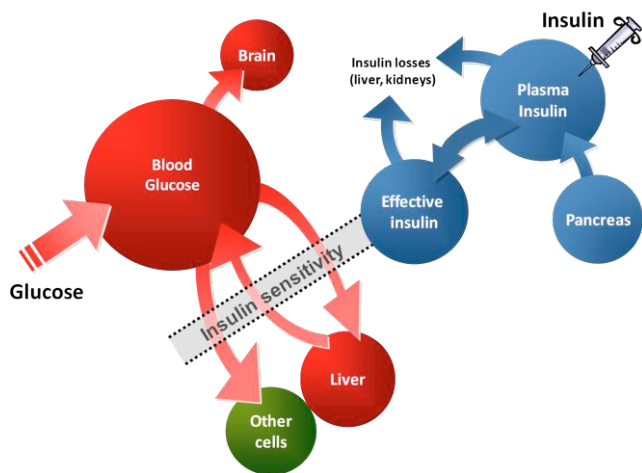 Insulin
Brain
Insulin losses
(liver, kidneys)
Plasma
Insulin
Blood
Glucose
Effective
insulin
Pancreas
Glucose
Insulin sensitivity
Liver
Other
cells